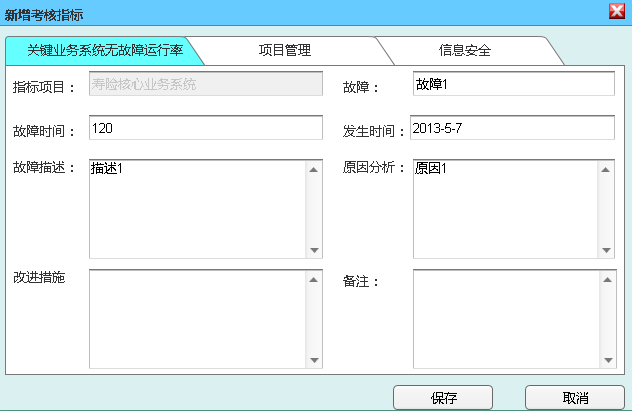 新增考核指标
关键业务系统无故障运行率 项目管理 信息安全
指标项目： 寿险核心业务系统 故障： 故障1
故障时间： 120 发生时间： 2013-5-7
故障描述： 描述1 原因分析： 原因1
改进措施 备注：
保存 取消